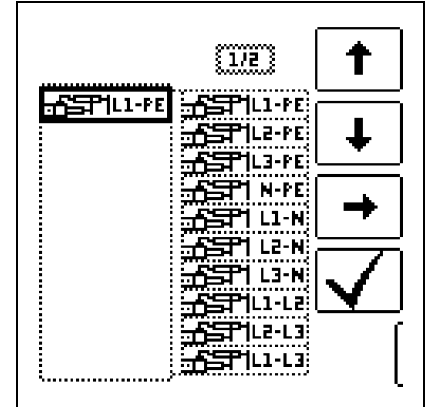 1/2
L1-PE
L1-PE
L2-PE
L3-PE
N-PE
L1-N
L2-N
L3-N
L1-L2
L2-L3
L1-L3